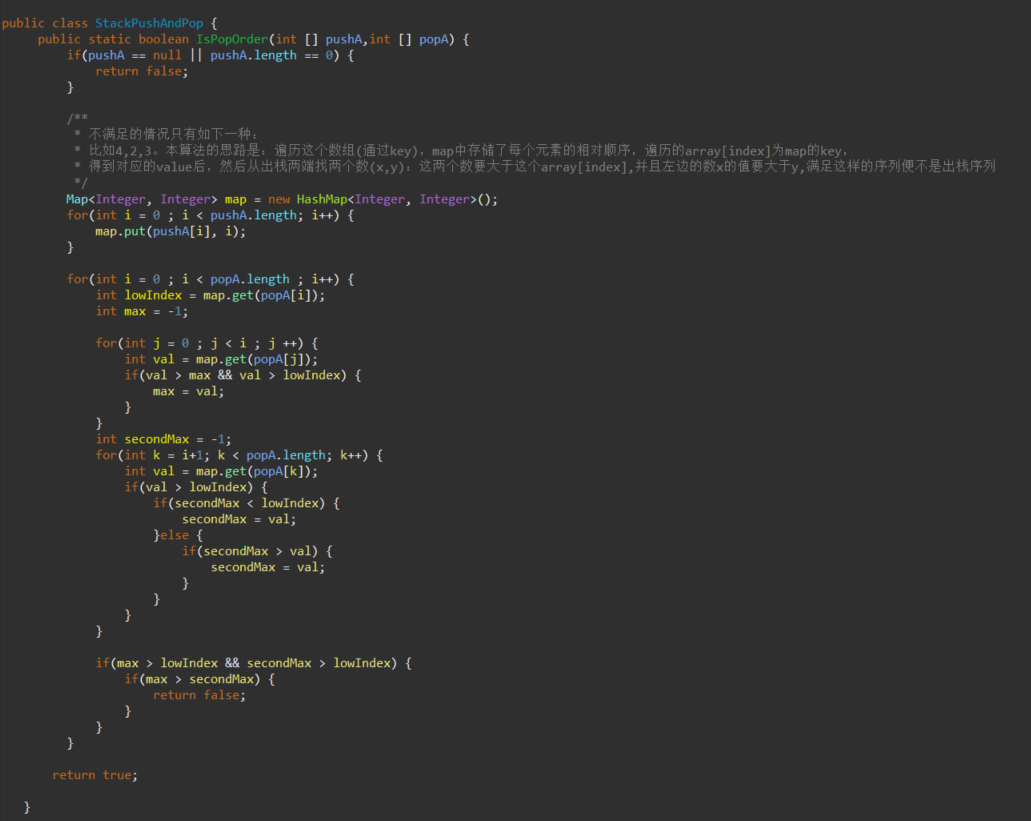 public class StackPushAndPop {
public static boolean IsPopOrder(int [] pushA,int [] popA) {
if(pushA == null || pushA.length == 0) {
return false;
}
/**
* 不满足的情况只有如下一种：
* 比如4,2,3。本算法的思路是：遍历这个数组(通过key)，map中存储了每个元素的相对顺序，遍历的array[index]为map的key，
* 得到对应的value后，然后从出栈两端找两个数(x,y)：这两个数要大于这个array[index],并且左边的数x的值要大于y,满足这样的序列便不是出栈序列
*/
Map<Integer, Integer> map = new HashMap<Integer, Integer>();
for(int i = 0 ; i < pushA.length; i++) {
map.put(pushA[i], i);
}
for(int i = 0 ; i < popA.length ; i++) {
int lowIndex = map.get(popA[i]);
int max = -1;
for(int j = 0 ; j < i ; j ++) {
int val = map.get(popA[j]);
if(val > max && val > lowIndex) {
max = val;
}
}
int secondMax = -1;
for(int k = i+1; k < popA.length; k++) {
int val = map.get(popA[k]);
if(val > lowIndex) {
if(secondMax < lowIndex) {
secondMax = val;
}else {
if(secondMax > val) {
secondMax = val;
}
}
}
}
if(max > lowIndex && secondMax > lowIndex) {
if(max > secondMax) {
return false;
}
}
}
return true;
}